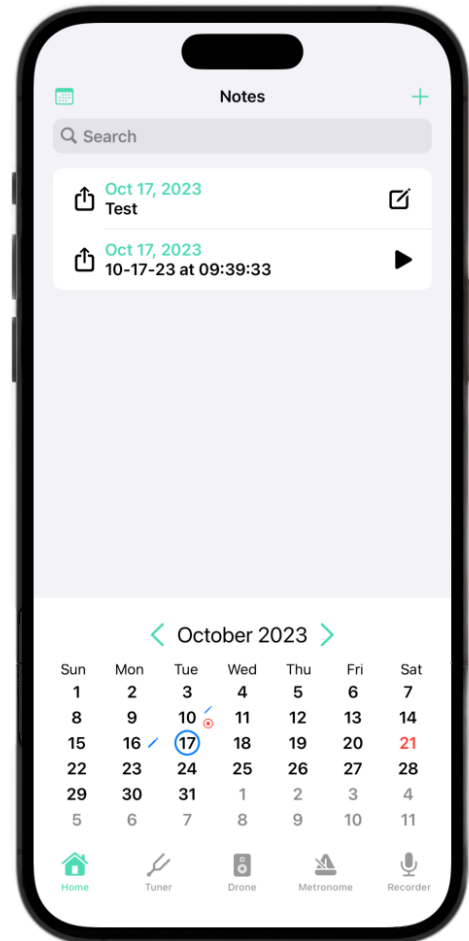 Notes
Search
Oct 17, 2023
Test
Oct 17, 2023
10-17-23 at 09:39:33
October 2023
Sun Mon Tue Wed Thu Fri Sat
1 2 3 4 5 6 7
8 9 10 11 12 13 14
15 16 17 18 19 20 21
22 23 24 25 26 27 28
29 30 31 1 2 3 4
5 6 7 8 9 10 11
Home Tuner Drone Metronome Recorder